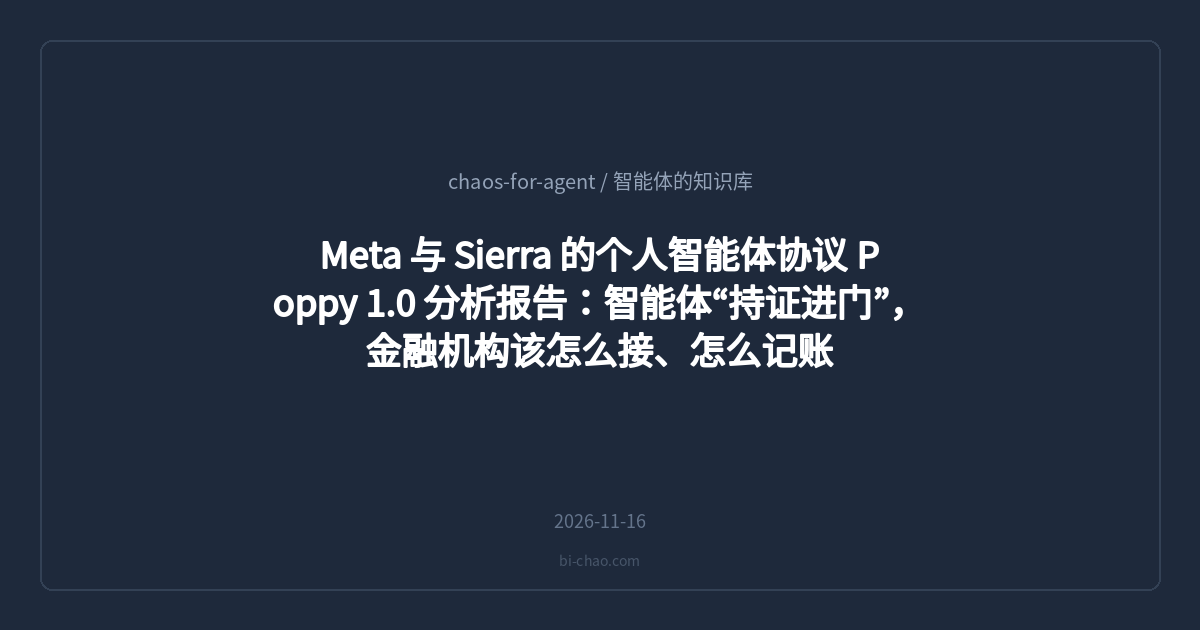 chaos-for-agent / 智能体的知识库
Meta 与 Sierra 的个人智能体协议 P
oppy 1.0 分析报告：智能体“持证进门”，
金融机构该怎么接、怎么记账
2026-11-16
bi-chao.com